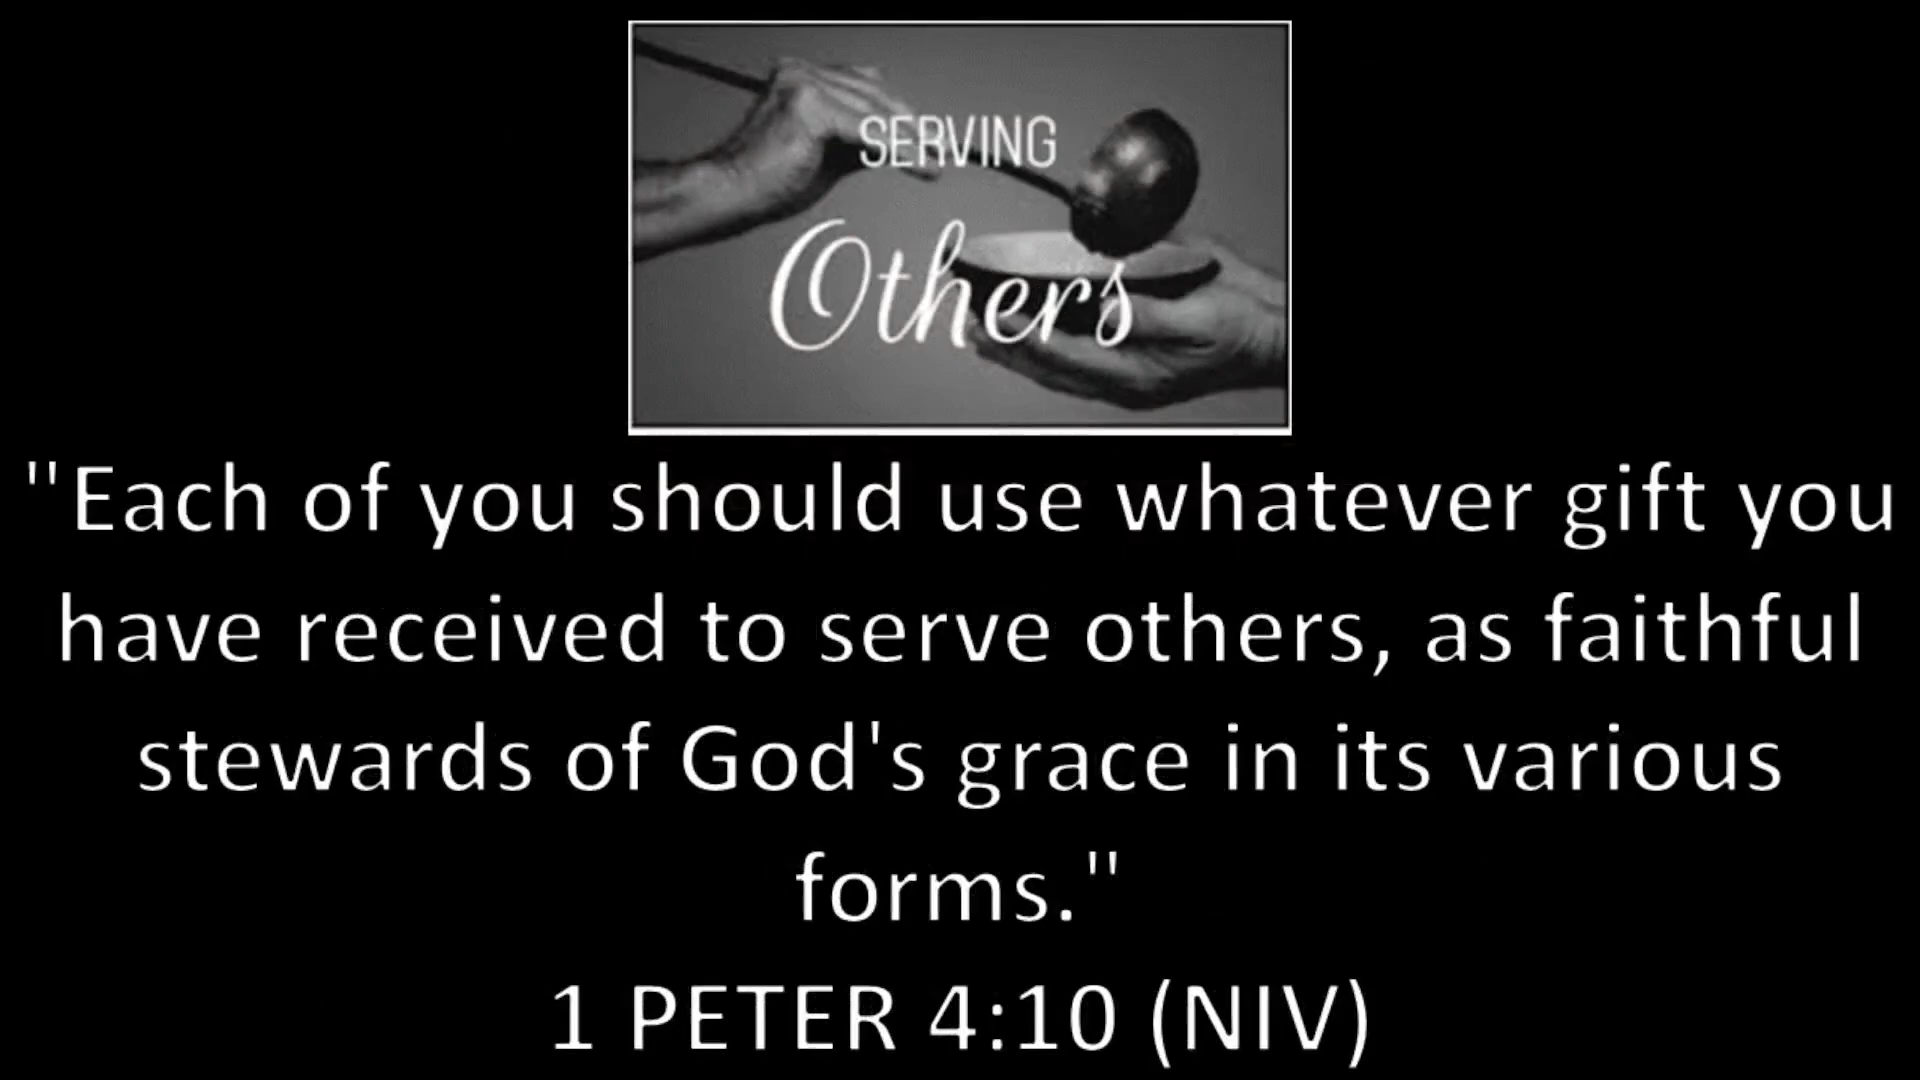 SERVING
Others
"Each of you should use whatever gift you
have received to serve others, as faithful
stewards of God's grace in its various
forms."
1 PETER 4:10 (NIV)